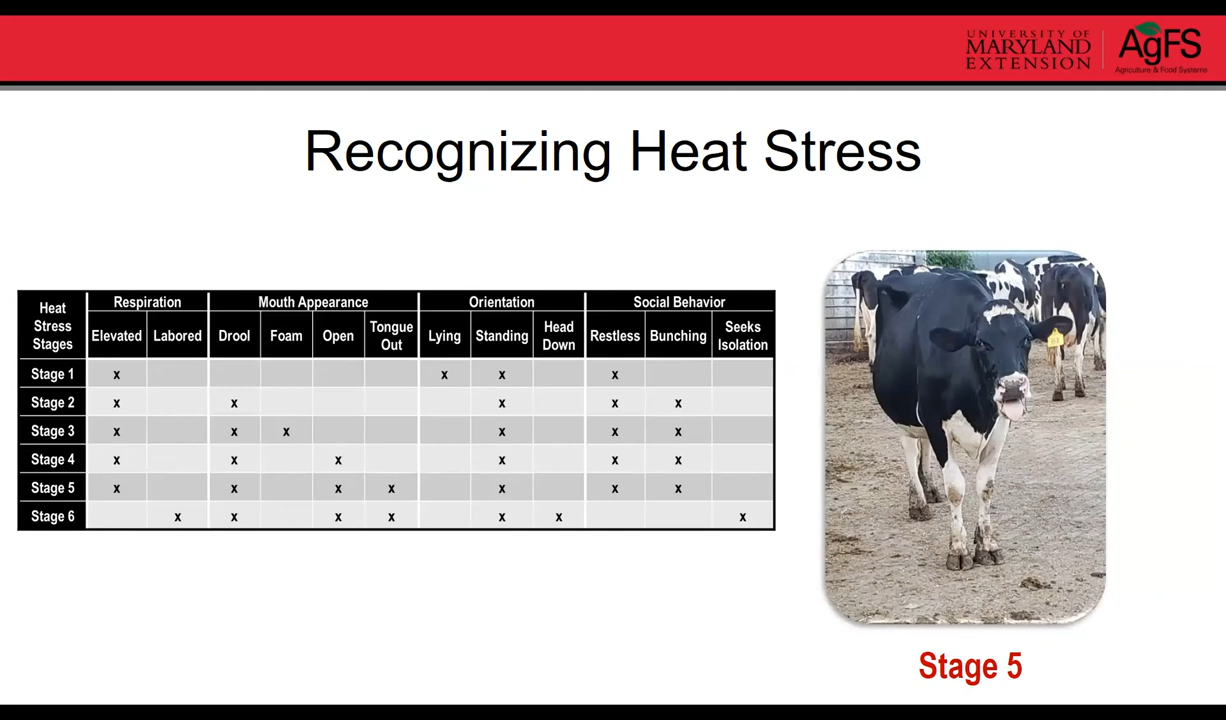 UNIVERSITY OF
MARYLAND
EXTENSION
AgFS
Agriculture & Food Systems
Recognizing Heat Stress
Heat Stress Stages Respiration Mouth Appearance Orientation Social Behavior
Elevated Labored Drool Foam Open Tongue Out Lying Standing Head Down Restless Bunching Seeks Isolation
Stage 1 x x x x
Stage 2 x x x x x
Stage 3 x x x x x x
Stage 4 x x x x x x
Stage 5 x x x x x x x
Stage 6 x x x x x x x
Stage 5